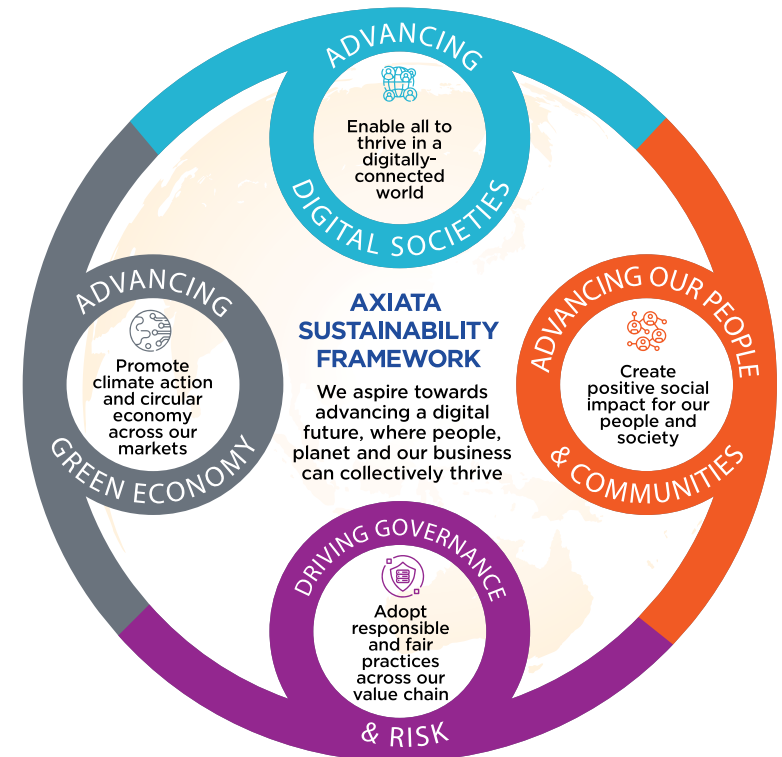 ADVANCING
DIGITAL SOCIETIES
Enable all to
thrive in a
digitally-
connected
world
ADVANCING
GREEN ECONOMY
Promote
climate action
and circular
economy
across our
markets
AXIATA
SUSTAINABILITY
FRAMEWORK
We aspire towards
advancing a digital
future, where people,
planet and our business
can collectively thrive
ADVANCING OUR PEOPLE
& COMMUNITIES
Create
positive social
impact for our
people and
society
DRIVING GOVERNANCE
& RISK
Adopt
responsible
and fair
practices
across our
value chain